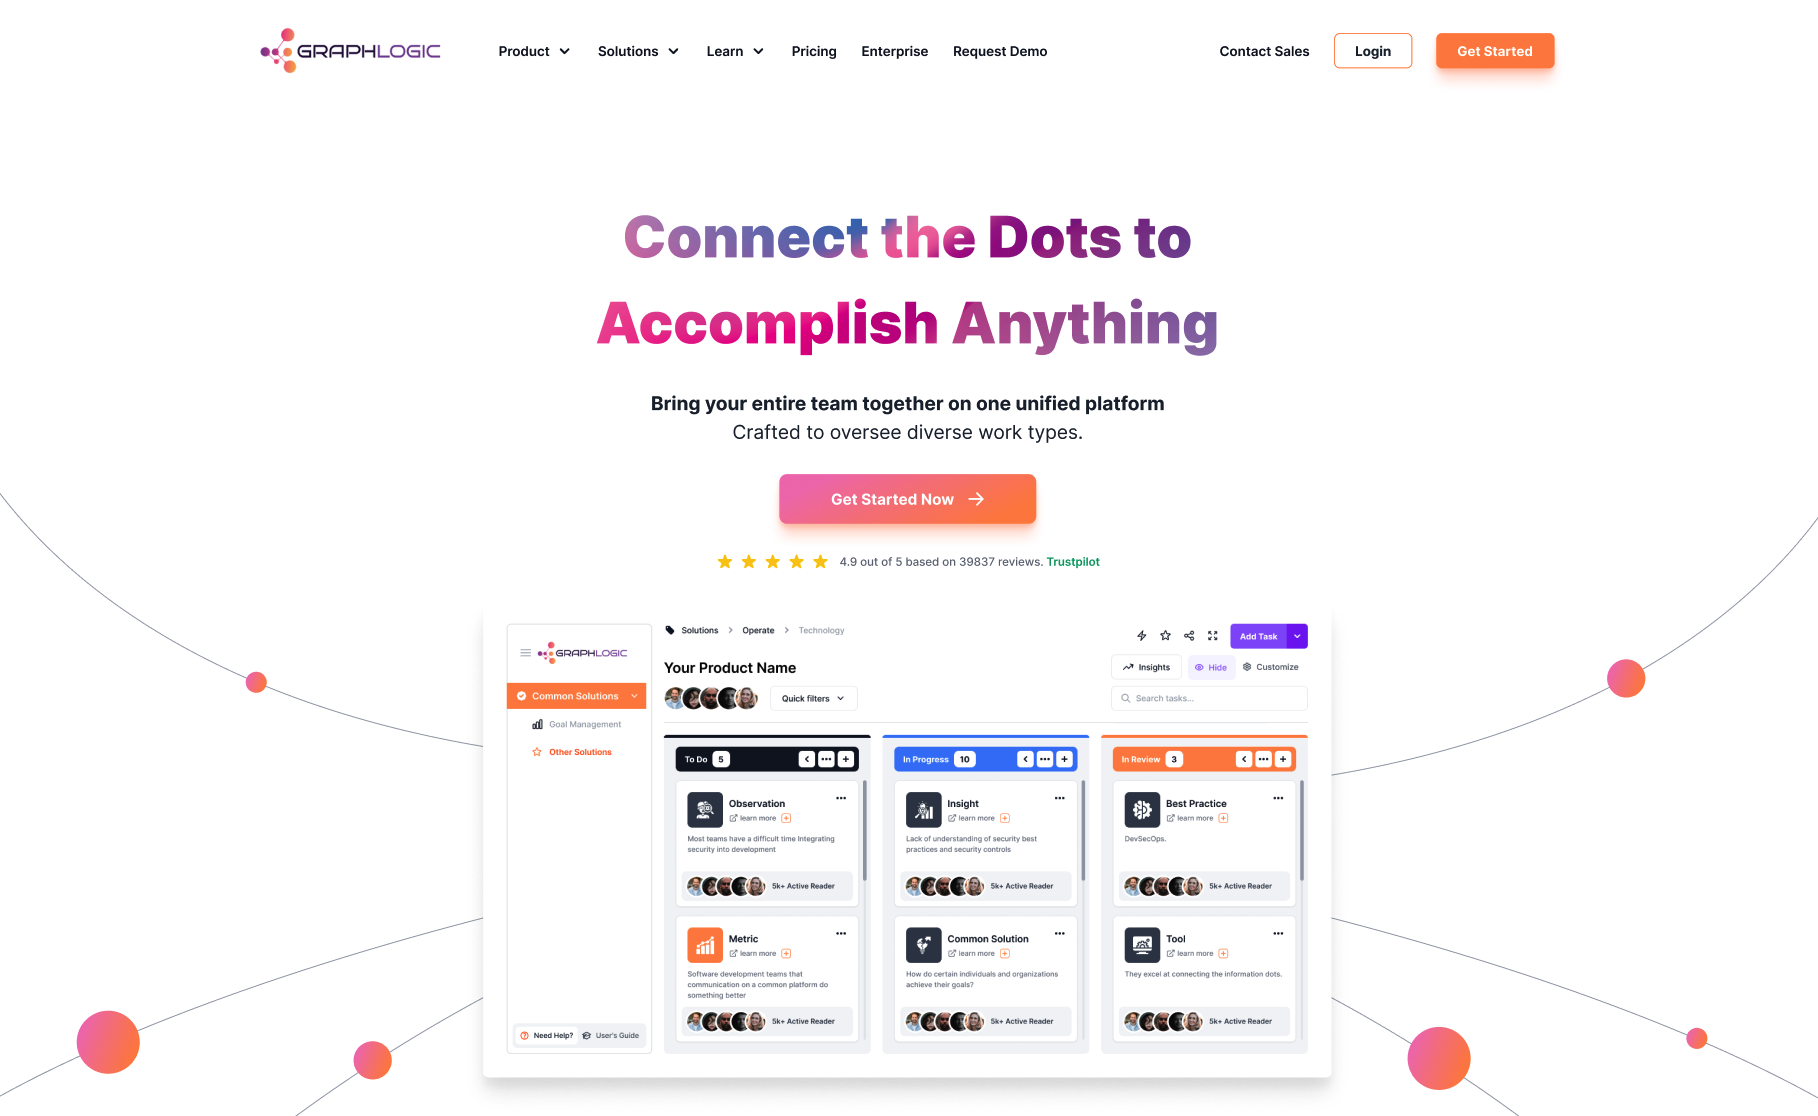 GRAPHLOGIC
Product Solutions Learn Pricing Enterprise Request Demo Contact Sales Login Get Started
Connect the Dots to
Accomplish Anything
Bring your entire team together on one unified platform
Crafted to oversee diverse work types.
Get Started Now
4.9 out of 5 based on 39837 reviews. Trustpilot
GRAPHLOGIC
Common Solutions
Goal Management
Other Solutions
Need Help? User's Guide
Solutions Operate Technology
Add Task
Your Product Name
Insights Hide Customize
Quick filters
Search tasks...
To Do 5
Observation
learn more
Most teams have a difficult time Integrating
security into development
5k+ Active Reader
Metric
learn more
Software development teams that
communication on a common platform do
something better
5k+ Active Reader
In Progress 10
Insight
learn more
Lack of understanding of security best
practices and security controls
5k+ Active Reader
Common Solution
learn more
How do certain individuals and organizations
achieve their goals?
5k+ Active Reader
In Review 3
Best Practice
learn more
DevSecOps.
5k+ Active Reader
Tool
learn more
They excel at connecting the information dots.
5k+ Active Reader